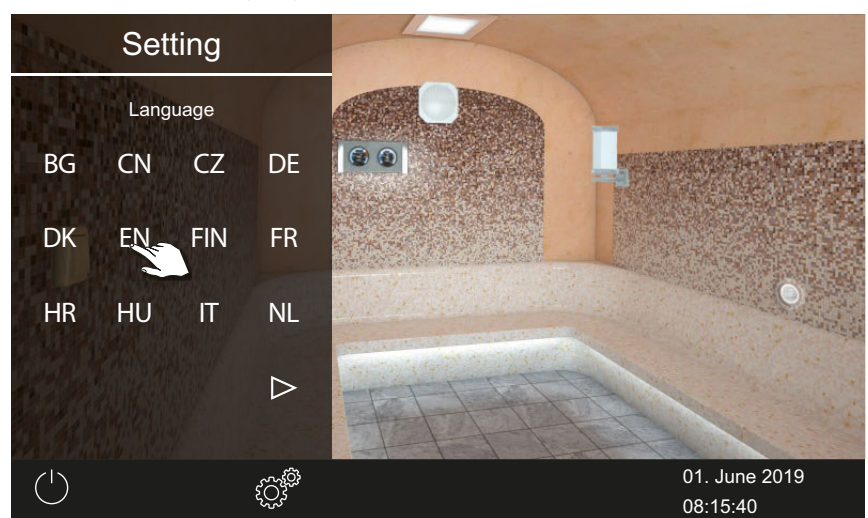 Setting
Language
BG CN CZ DE
DK EN FIN FR
HR HU IT NL
01. June 2019
08:15:40